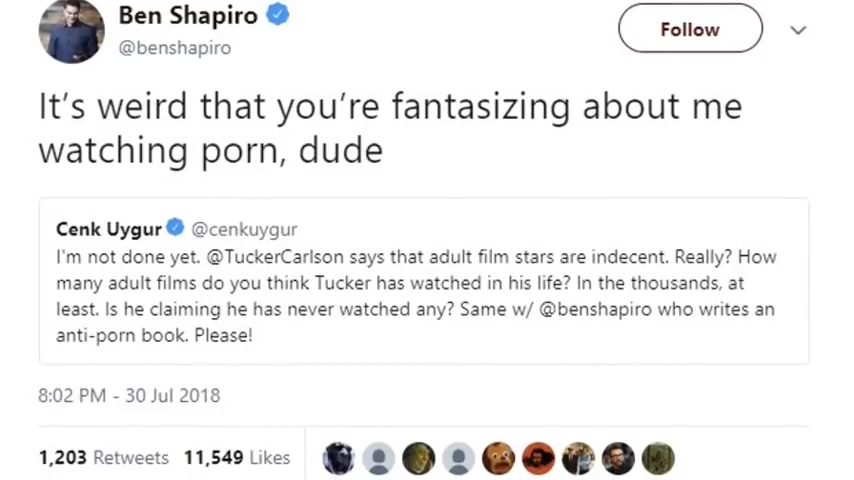 Ben Shapiro
@benshapiro
Follow
It’s weird that you’re fantasizing about me
watching porn, dude
Cenk Uygur @cenkuygur
I'm not done yet. @TuckerCarlson says that adult film stars are indecent. Really? How
many adult films do you think Tucker has watched in his life? In the thousands, at
least. Is he claiming he has never watched any? Same w/ @benshapiro who writes an
anti-porn book. Please!
8:02 PM - 30 Jul 2018
1,203 Retweets 11,549 Likes